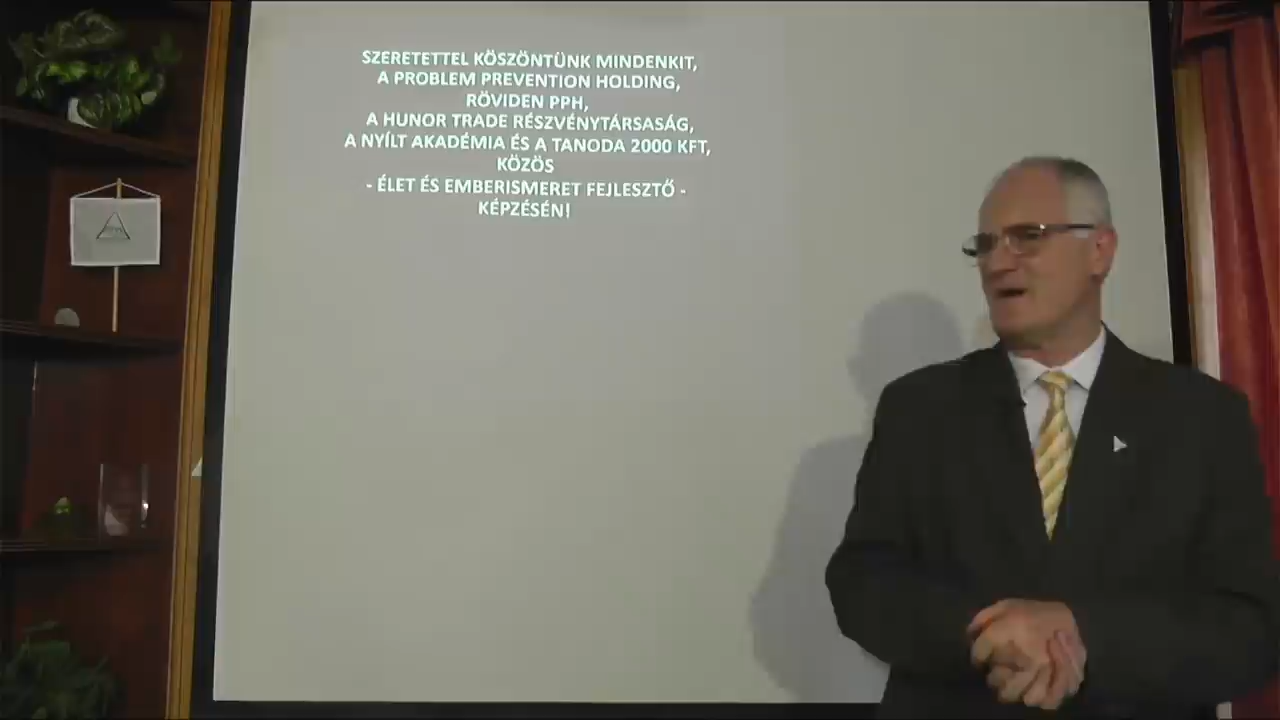 SZERETETTEL KÖSZÖNTÜNK MINDENKIT,
A PROBLEM PREVENTION HOLDING,
RÖVIDEN PPH,
A HUNOR TRADE RÉSZVÉNYTÁRSASÁG,
A NYÍLT AKADÉMIA ÉS A TANODA 2000 KFT,
KÖZÖS
- ÉLET ÉS EMBERISMERET FEJLESZTŐ -
KÉPZÉSÉN!